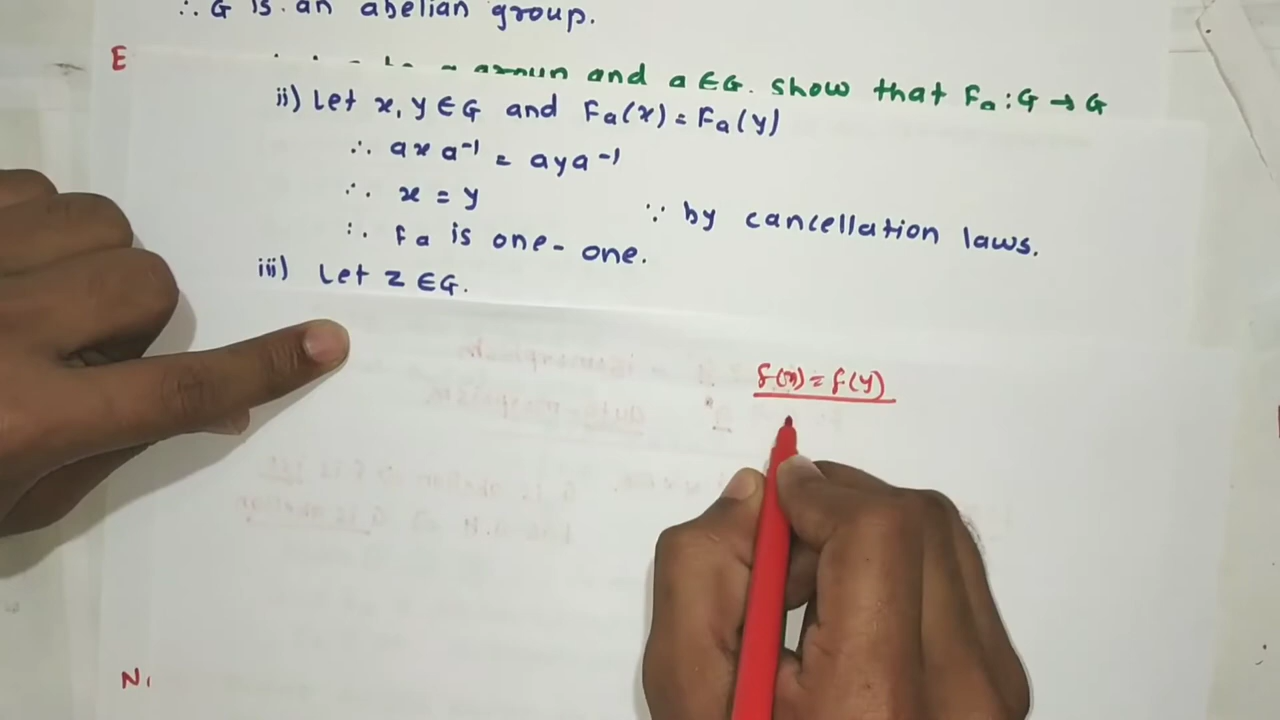 ∴ G is an abelian group.
E
and a ∈ G. show that Fa : G → G
ii) Let x, y ∈ G and Fa(x) = Fa(y)
∴ axa⁻¹ = aya⁻¹
∴ x = y ∵ by cancellation laws.
∴ fa is one-one.
iii) Let z ∈ G.
f(x) = f(y)
N